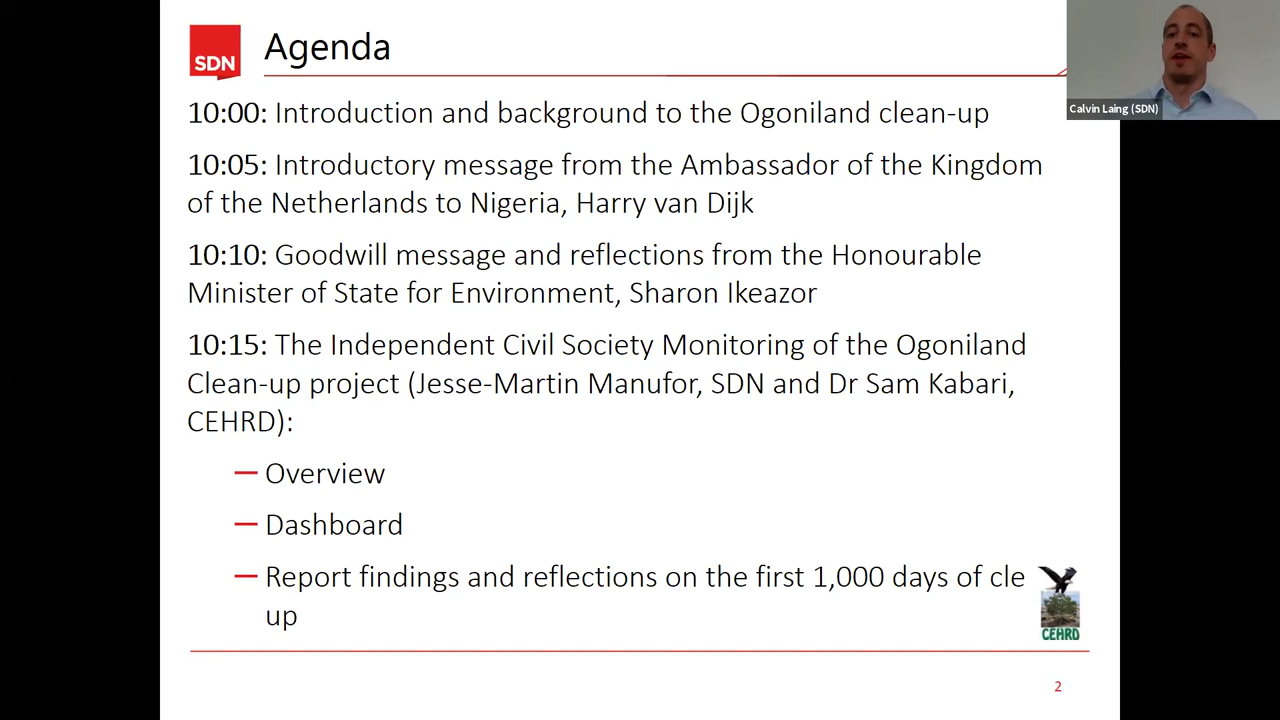 SDN
Agenda
Calvin Laing (SDN)
10:00: Introduction and background to the Ogoniland clean-up
10:05: Introductory message from the Ambassador of the Kingdom
of the Netherlands to Nigeria, Harry van Dijk
10:10: Goodwill message and reflections from the Honourable
Minister of State for Environment, Sharon Ikeazor
10:15: The Independent Civil Society Monitoring of the Ogoniland
Clean-up project (Jesse-Martin Manufor, SDN and Dr Sam Kabari,
CEHRD):
— Overview
— Dashboard
— Report findings and reflections on the first 1,000 days of cle
up
CEHRD
2